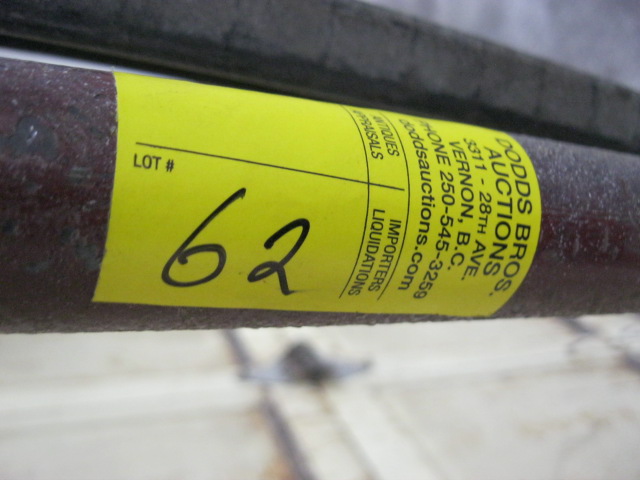 DODDS BROS.
AUCTIONS
3311 - 28TH AVE.
VERNON, B.C.
PHONE 250-545-3259
doddsauctions.com
ANTIQUES IMPORTERS
APPRAISALS LIQUIDATIONS
LOT #
62